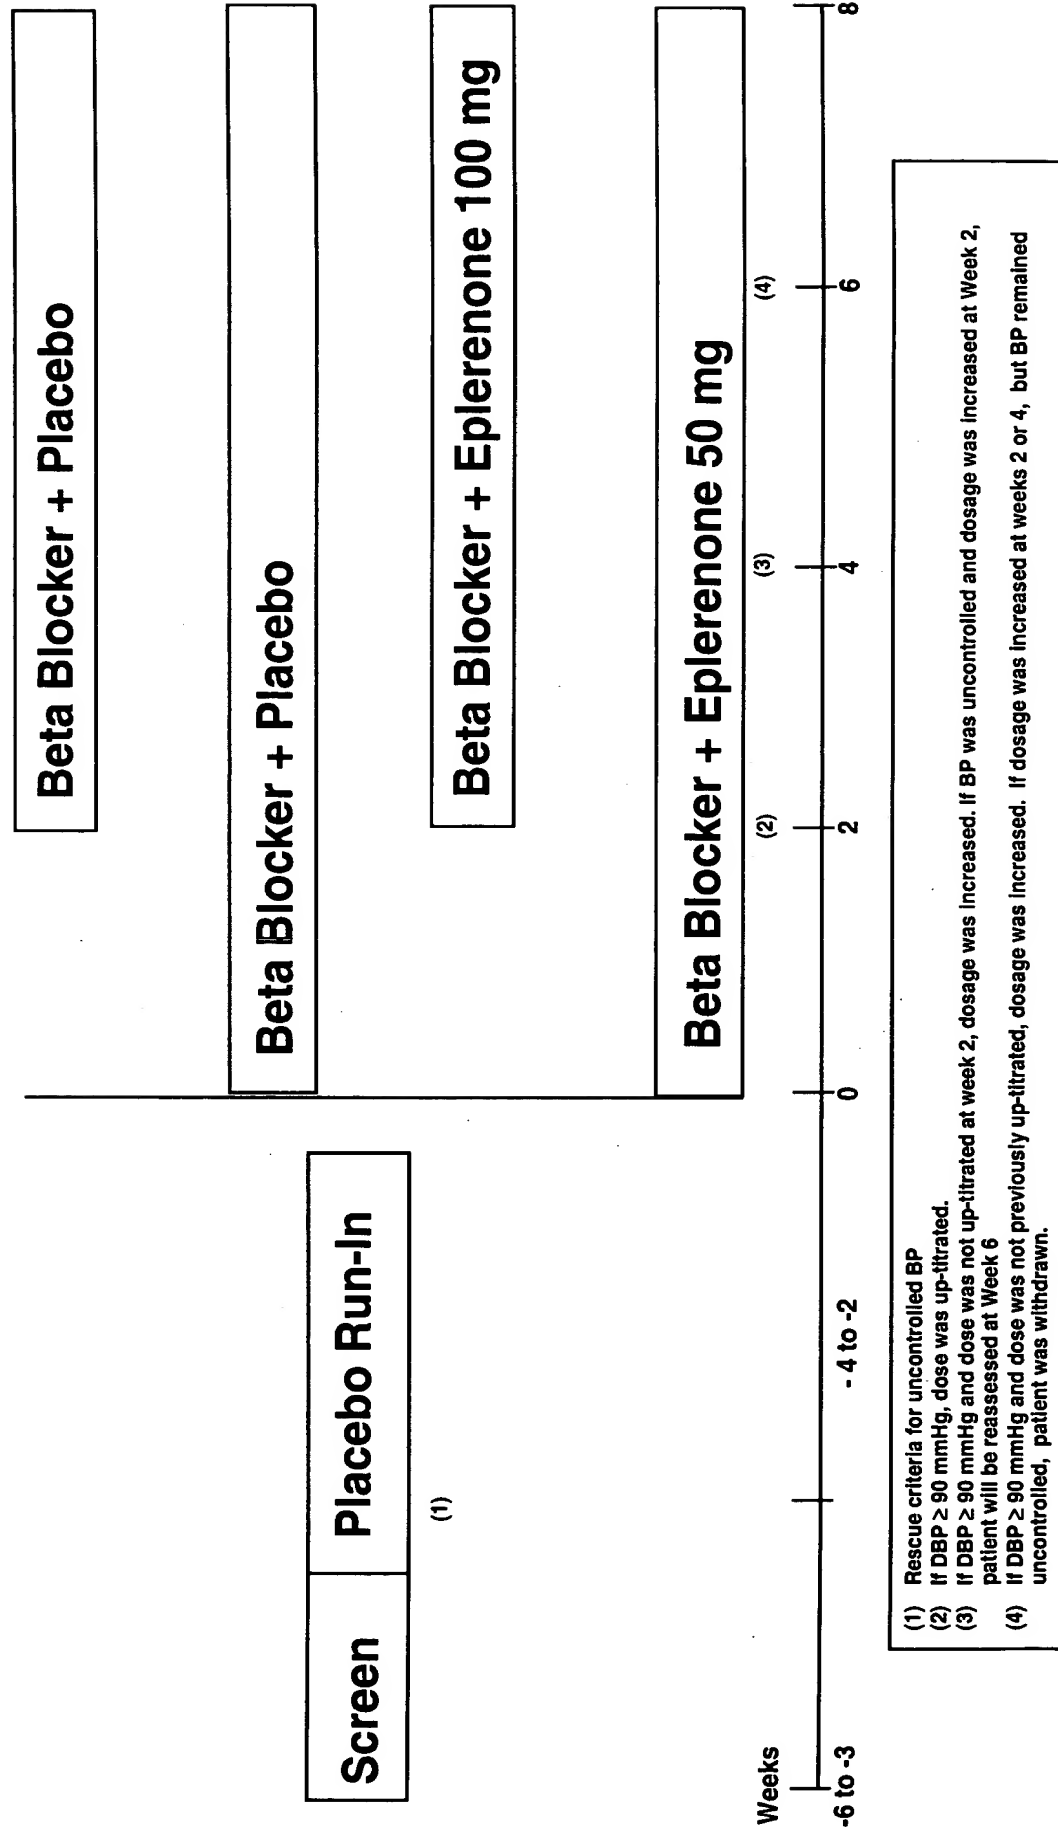 Beta Blocker + Placebo
Beta Blocker + Placebo
Screen
Placebo Run-In
(1)
Beta Blocker + Eplerenone 100 mg
Beta Blocker + Eplerenone 50 mg
(2)
(3)
(4)
Weeks
-6 to -3
- 4 to -2
0
2
4
6
8
(1) Rescue criteria for uncontrolled BP
(2) If DBP ≥ 90 mmHg, dose was up-titrated.
(3) If DBP ≥ 90 mmHg and dose was not up-titrated at week 2, dosage was increased. If BP was uncontrolled and dosage was increased at Week 2,
patient will be reassessed at Week 6
(4) If DBP ≥ 90 mmHg and dose was not previously up-titrated, dosage was increased. If dosage was increased at weeks 2 or 4, but BP remained
uncontrolled, patient was withdrawn.